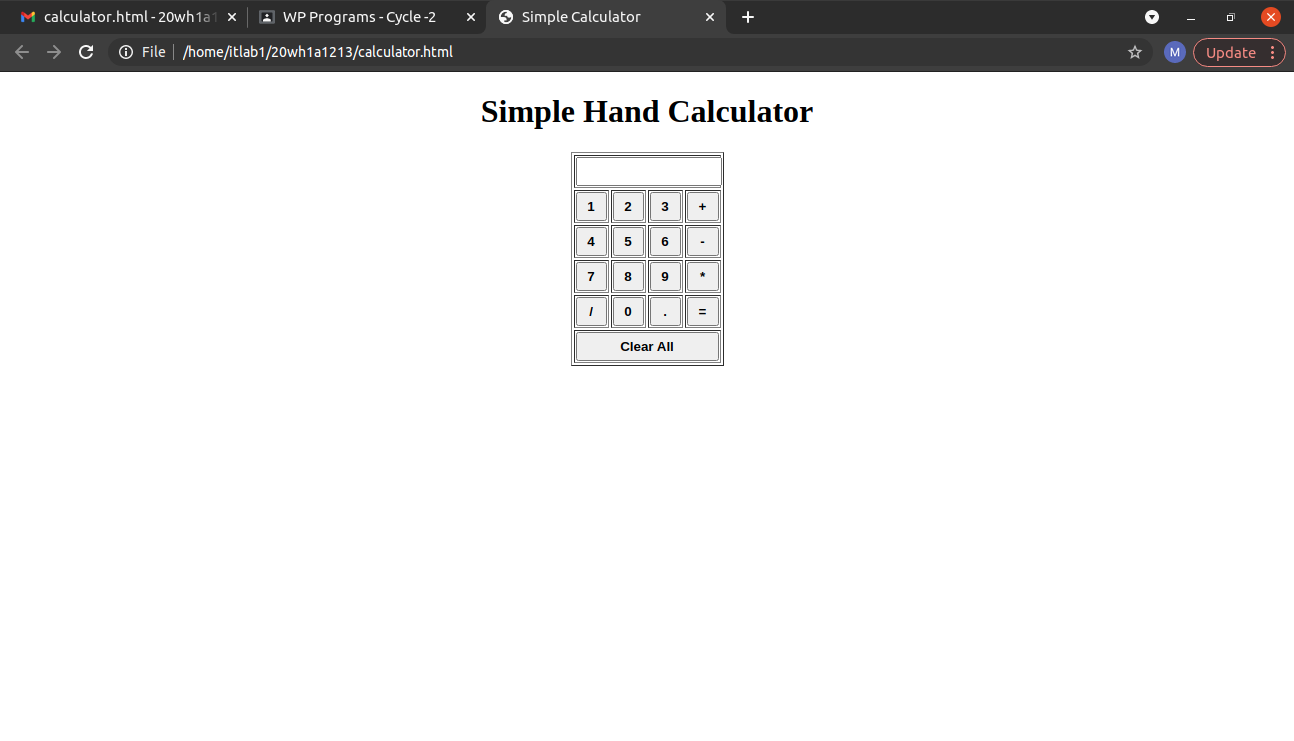 calculator.html - 20wh1a1
WP Programs - Cycle -2
Simple Calculator
File
/home/itlab1/20wh1a1213/calculator.html
M
Update
Simple Hand Calculator
1 2 3 +
4 5 6 -
7 8 9 *
/ 0 . =
Clear All